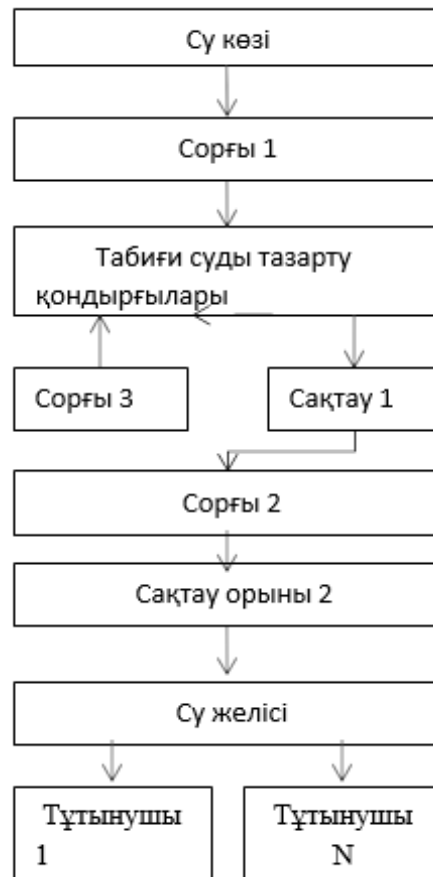 Су көзі
Сорғы 1
Табиғи суды тазарту
қондырғылары
Сорғы 3
Сақтау 1
Сорғы 2
Сақтау орыны 2
Су желісі
Тұтынушы
1
Тұтынушы
N